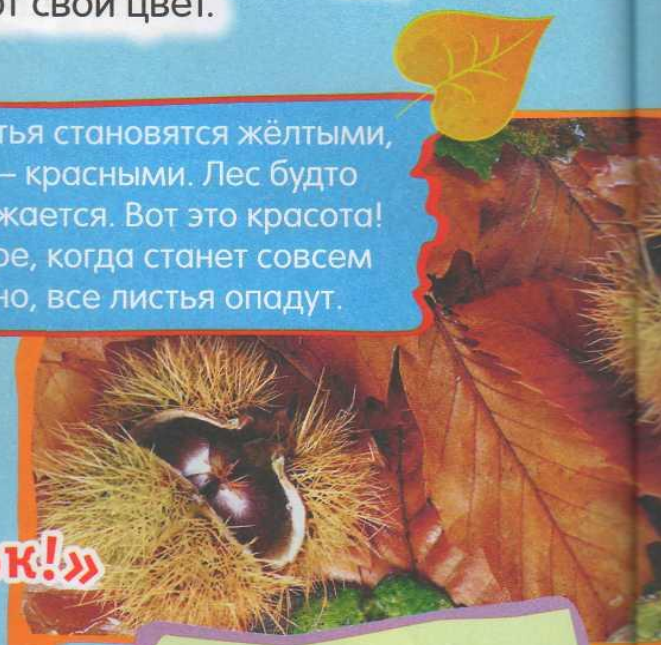 от свой цвет.
тья становятся жёлтыми,
– красными. Лес будто
жается. Вот это красота!
ре, когда станет совсем
но, все листья опадут.
к!»